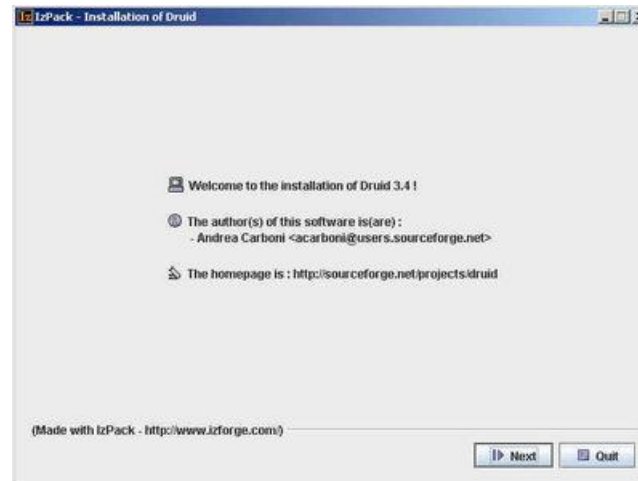 IzPack - Installation of Druid
Welcome to the installation of Druid 3.4 !
The author(s) of this software is(are) :
- Andrea Carboni <acarboni@users.sourceforge.net>
The homepage is : http://sourceforge.net/projects/druid
(Made with IzPack - http://www.izforge.com/)
Next
Quit